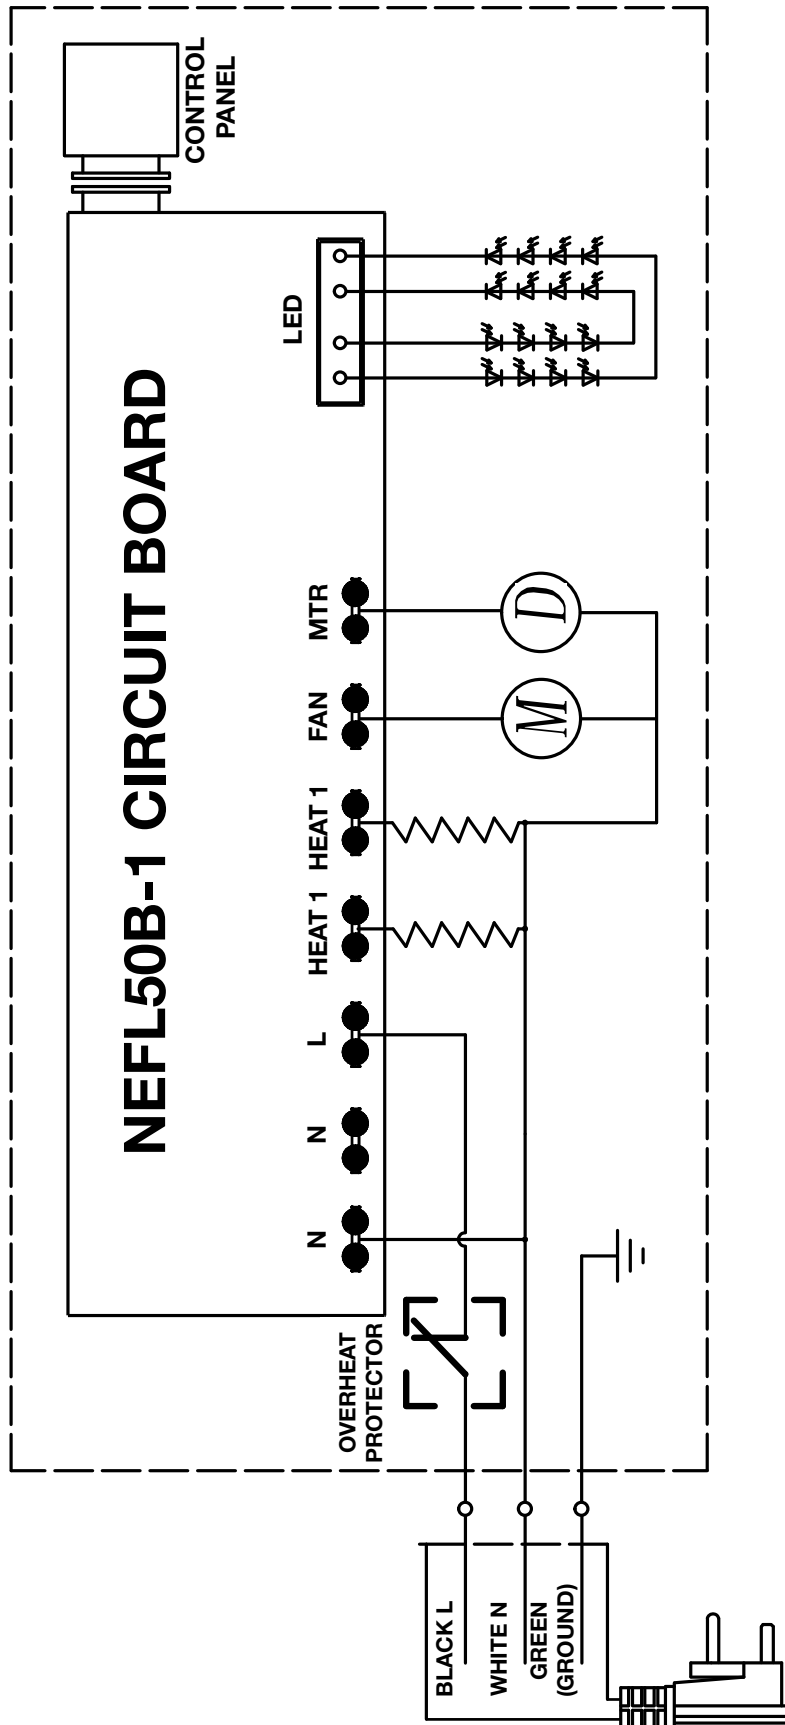 CONTROL
PANEL
NEFL50B-1 CIRCUIT BOARD
LED
MTR
FAN
HEAT 1
HEAT 1
L
N
N
D
M
OVERHEAT
PROTECTOR
BLACK L
WHITE N
GREEN
(GROUND)